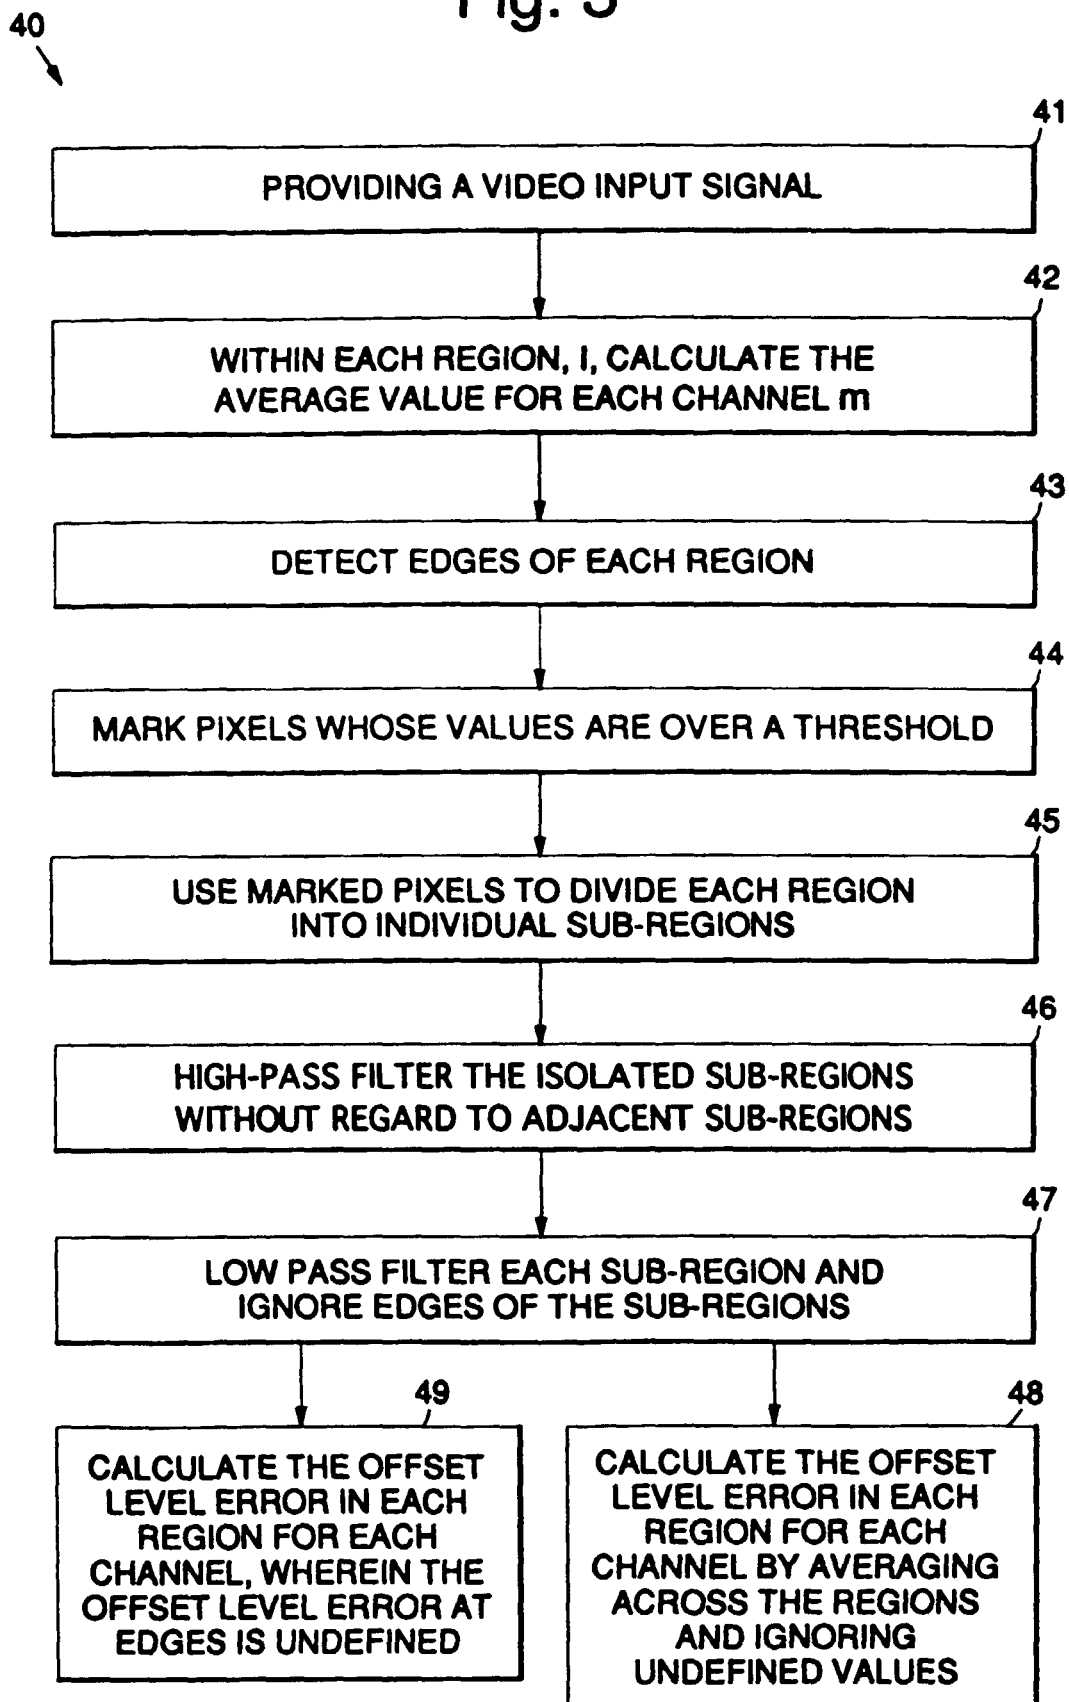 Fig. 3
40
41
PROVIDING A VIDEO INPUT SIGNAL
42
WITHIN EACH REGION, I, CALCULATE THE
AVERAGE VALUE FOR EACH CHANNEL m
43
DETECT EDGES OF EACH REGION
44
MARK PIXELS WHOSE VALUES ARE OVER A THRESHOLD
45
USE MARKED PIXELS TO DIVIDE EACH REGION
INTO INDIVIDUAL SUB-REGIONS
46
HIGH-PASS FILTER THE ISOLATED SUB-REGIONS
WITHOUT REGARD TO ADJACENT SUB-REGIONS
47
LOW PASS FILTER EACH SUB-REGION AND
IGNORE EDGES OF THE SUB-REGIONS
49
CALCULATE THE OFFSET
LEVEL ERROR IN EACH
REGION FOR EACH
CHANNEL, WHEREIN THE
OFFSET LEVEL ERROR AT
EDGES IS UNDEFINED
48
CALCULATE THE OFFSET
LEVEL ERROR IN EACH
REGION FOR EACH
CHANNEL BY AVERAGING
ACROSS THE REGIONS
AND IGNORING
UNDEFINED VALUES